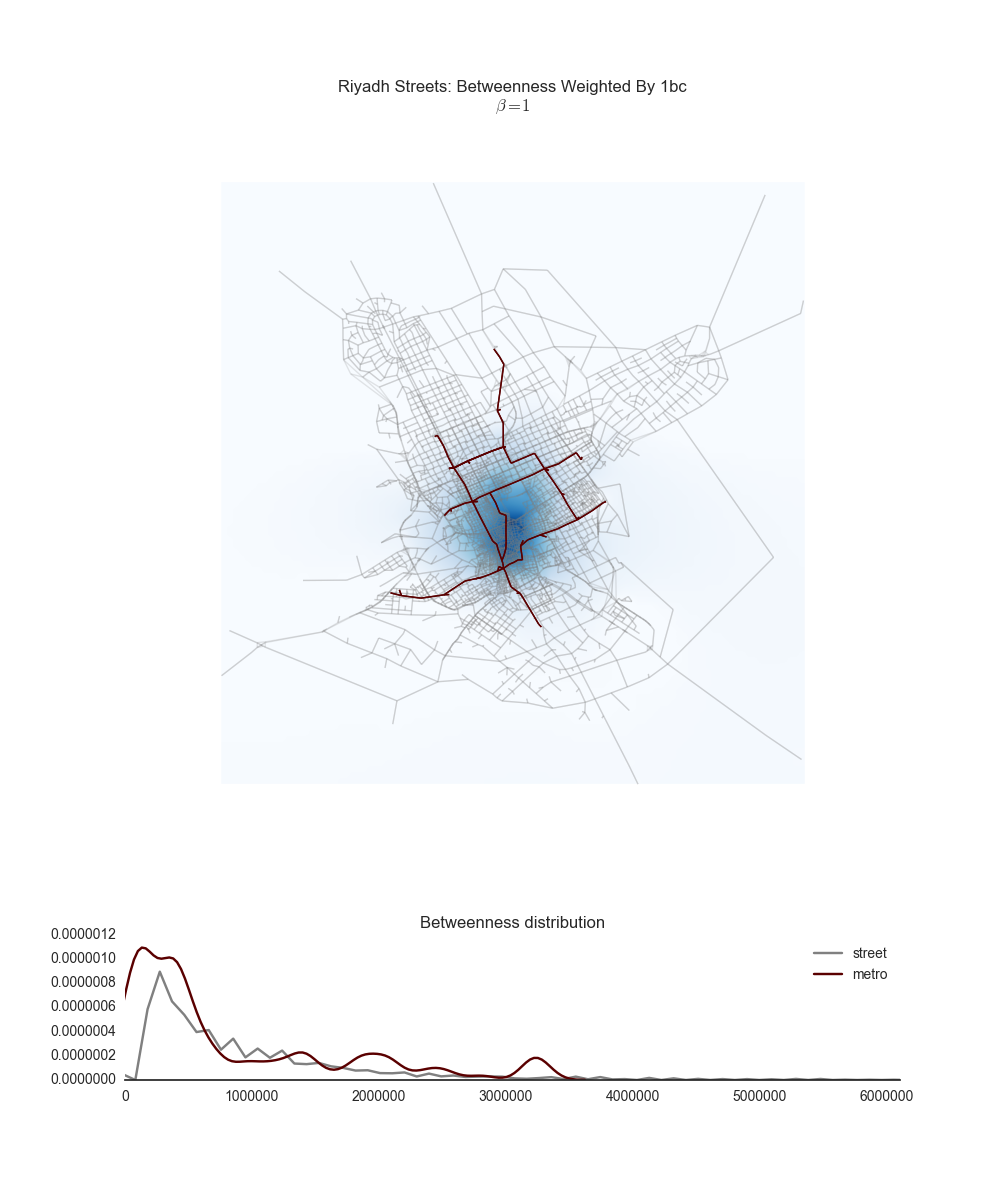 Riyadh Streets: Betweenness Weighted By 1bc
β=1
Betweenness distribution
0.0000012
0.0000010
0.0000008
0.0000006
0.0000004
0.0000002
0.0000000
street
metro
0 1000000 2000000 3000000 4000000 5000000 6000000